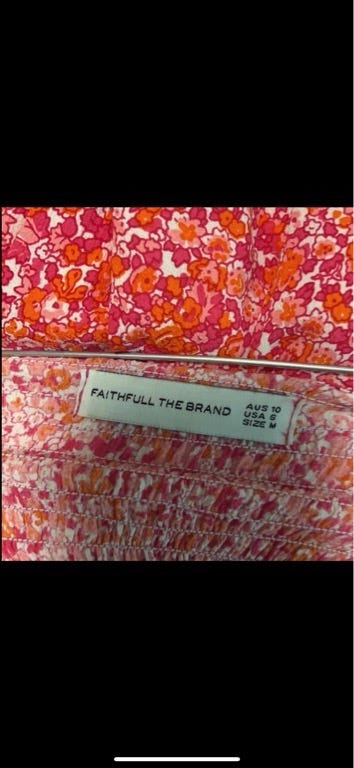 FAITHFULL THE BRAND
AUS 10
USA 6
SIZE M